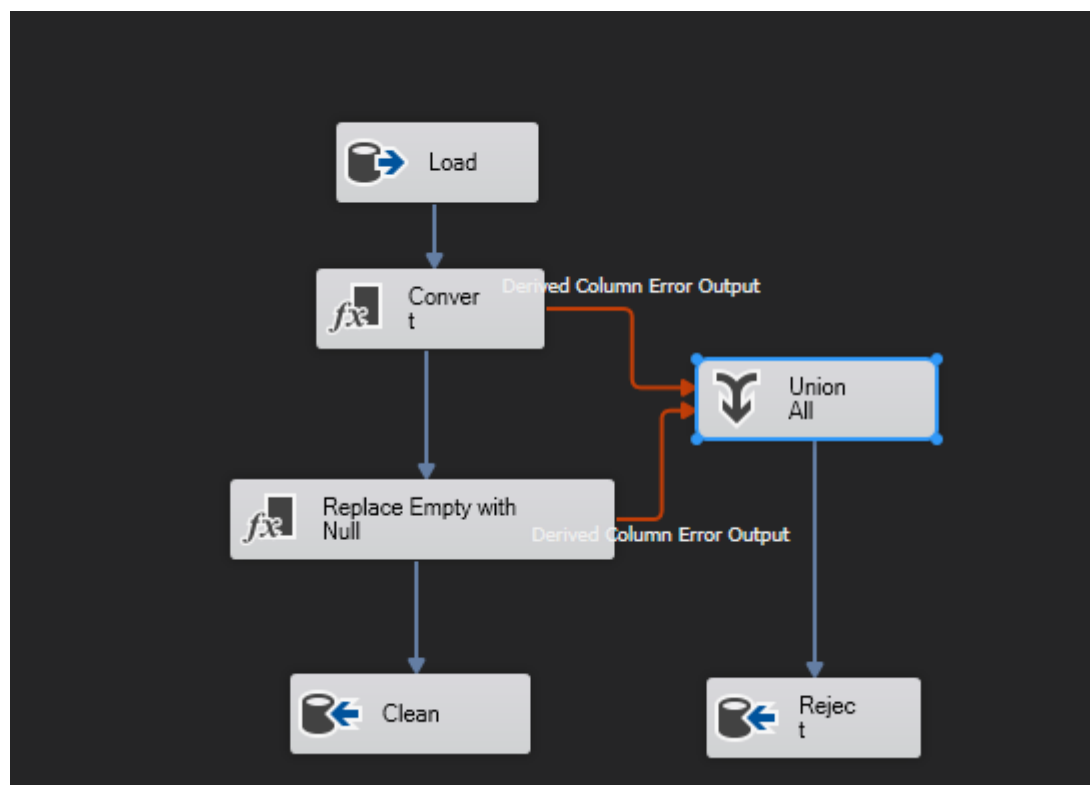 Load
Derived Column Error Output
Conver
t
Union
All
Replace Empty with
Null
Derived Column Error Output
Clean
Rejec
t